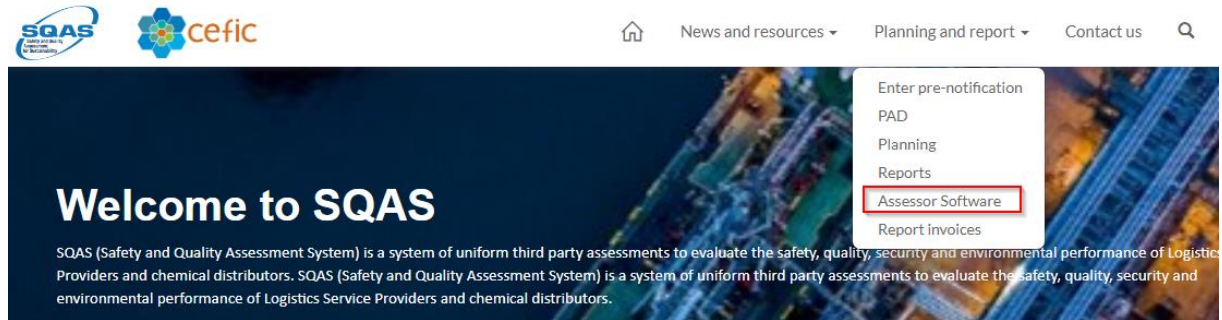 SQAS
cefic
News and resources
Planning and report
Contact us
Enter pre-notification
PAD
Planning
Reports
Assessor Software
Report invoices
Welcome to SQAS
SQAS (Safety and Quality Assessment System) is a system of uniform third party assessments to evaluate the safety, quality, security and environmental performance of Logistics
Providers and chemical distributors. SQAS (Safety and Quality Assessment System) is a system of uniform third party assessments to evaluate the safety, quality, security and
environmental performance of Logistics Service Providers and chemical distributors.